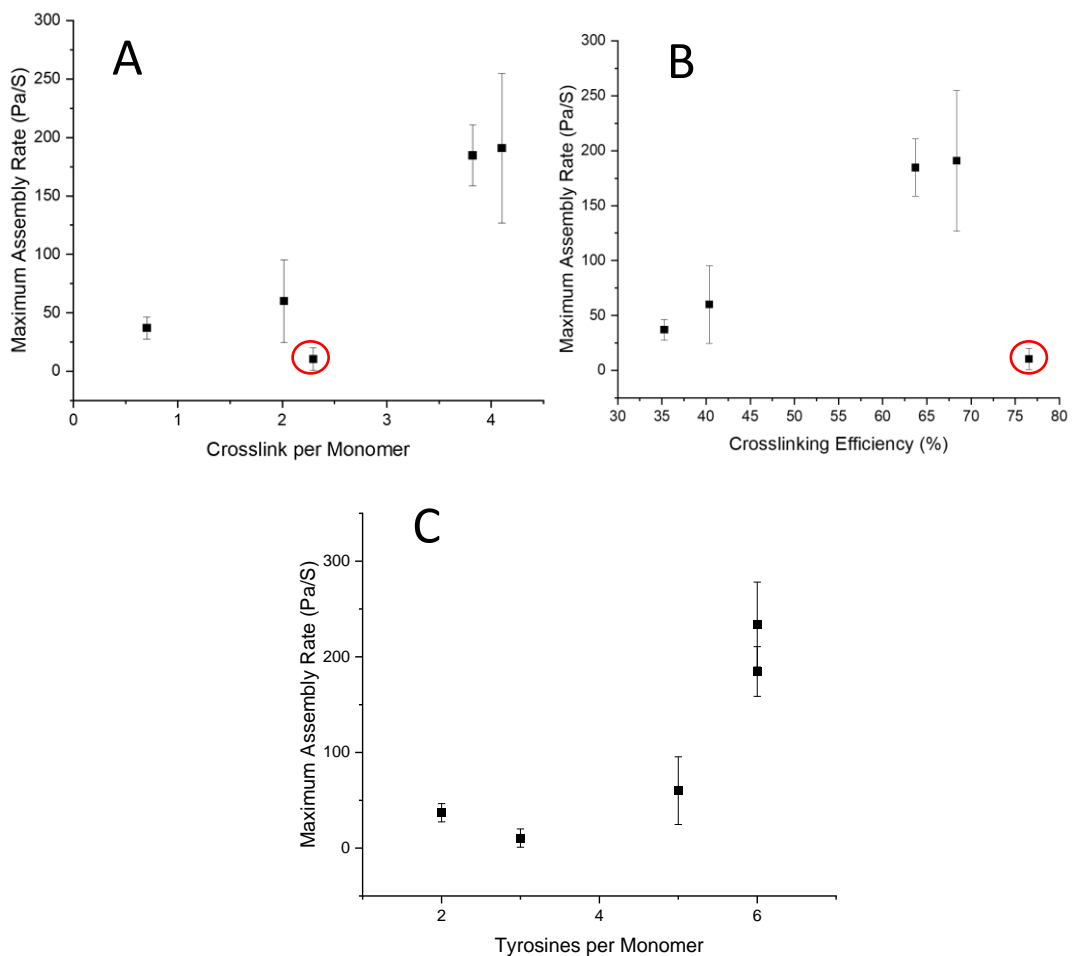 A
Maximum Assembly Rate (Pa/S)
300
250
200
150
100
50
0
0 1 2 3 4
Crosslink per Monomer
B
Maximum Assembly Rate (Pa/S)
300
250
200
150
100
50
0
30 35 40 45 50 55 60 65 70 75 80
Crosslinking Efficiency (%)
C
Maximum Assembly Rate (Pa/S)
300
200
100
0
2 4 6
Tyrosines per Monomer